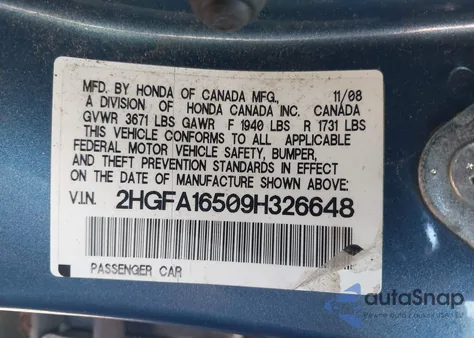 MFD. BY HONDA OF CANADA MFG., 11/08
A DIVISION OF HONDA CANADA INC. CANADA
GVWR 3671 LBS GAWR F 1940 LBS R 1731 LBS
THIS VEHICLE CONFORMS TO ALL APPLICABLE
FEDERAL MOTOR VEHICLE SAFETY, BUMPER,
AND THEFT PREVENTION STANDARDS IN EFFECT
ON THE DATE OF MANUFACTURE SHOWN ABOVE:
V.I.N. 2HGFA16509H326648
PASSENGER CAR
autoSnap